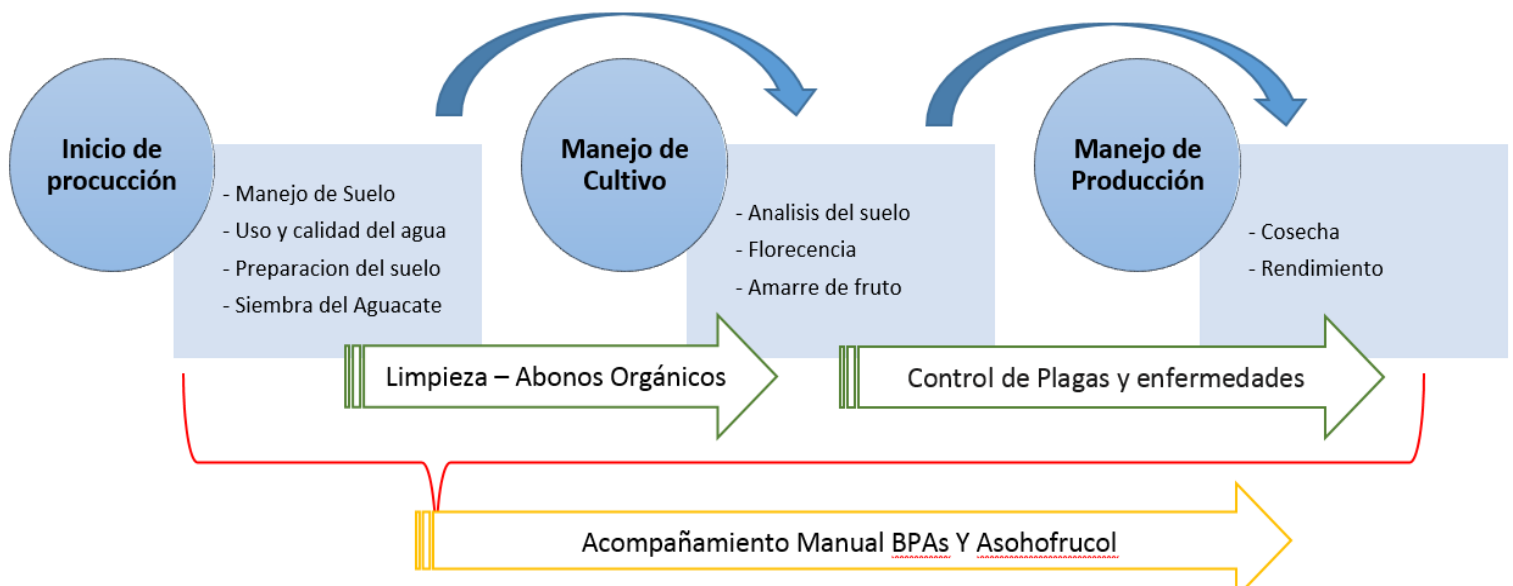 Inicio de
procucción
- Manejo de Suelo
- Uso y calidad del agua
- Preparacion del suelo
- Siembra del Aguacate
Manejo de
Cultivo
- Analisis del suelo
- Florecencia
- Amarre de fruto
Manejo de
Producción
- Cosecha
- Rendimiento
Limpieza – Abonos Orgánicos
Control de Plagas y enfermedades
Acompañamiento Manual BPAs Y Asohofrucol